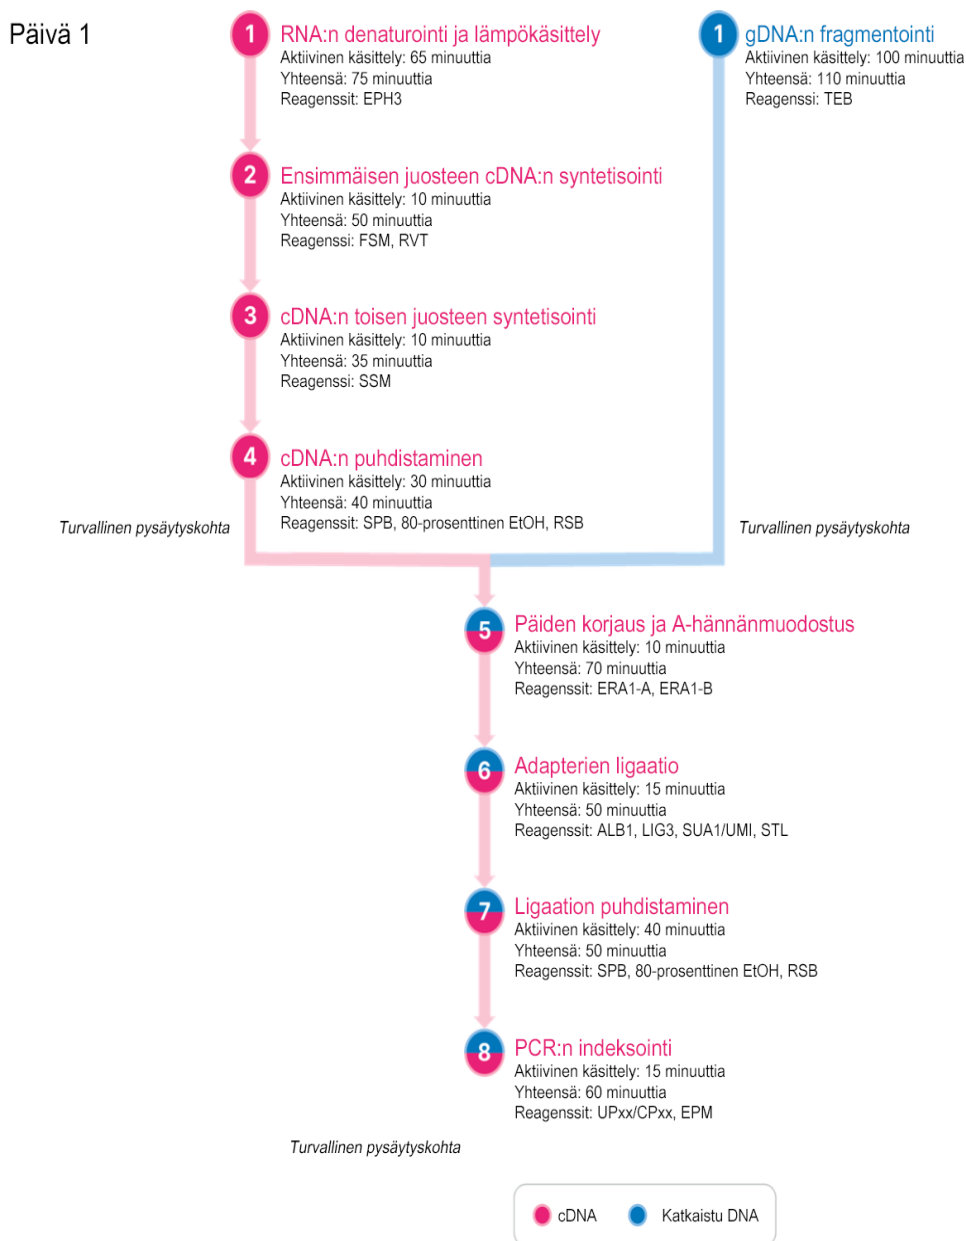 Päivä 1
1
RNA:n denaturointi ja lämpökäsittely
Aktiivinen käsittely: 65 minuuttia
Yhteensä: 75 minuuttia
Reagenssit: EPH3
1
gDNA:n fragmentointi
Aktiivinen käsittely: 100 minuuttia
Yhteensä: 110 minuuttia
Reagenssi: TEB
2
Ensimmäisen juosteen cDNA:n syntetisointi
Aktiivinen käsittely: 10 minuuttia
Yhteensä: 50 minuuttia
Reagenssi: FSM, RVT
3
cDNA:n toisen juosteen syntetisointi
Aktiivinen käsittely: 10 minuuttia
Yhteensä: 35 minuuttia
Reagenssi: SSM
4
cDNA:n puhdistaminen
Aktiivinen käsittely: 30 minuuttia
Yhteensä: 40 minuuttia
Reagenssit: SPB, 80-prosenttinen EtOH, RSB
Turvallinen pysäytyskohta
Turvallinen pysäytyskohta
5
Päiden korjaus ja A-hännänmuodostus
Aktiivinen käsittely: 10 minuuttia
Yhteensä: 70 minuuttia
Reagenssit: ERA1-A, ERA1-B
6
Adapterien ligaatio
Aktiivinen käsittely: 15 minuuttia
Yhteensä: 50 minuuttia
Reagenssit: ALB1, LIG3, SUA1/UMI, STL
7
Ligaation puhdistaminen
Aktiivinen käsittely: 40 minuuttia
Yhteensä: 50 minuuttia
Reagenssit: SPB, 80-prosenttinen EtOH, RSB
8
PCR:n indeksointi
Aktiivinen käsittely: 15 minuuttia
Yhteensä: 60 minuuttia
Reagenssit: UPxx/CPxx, EPM
Turvallinen pysäytyskohta
cDNA
Katkaistu DNA